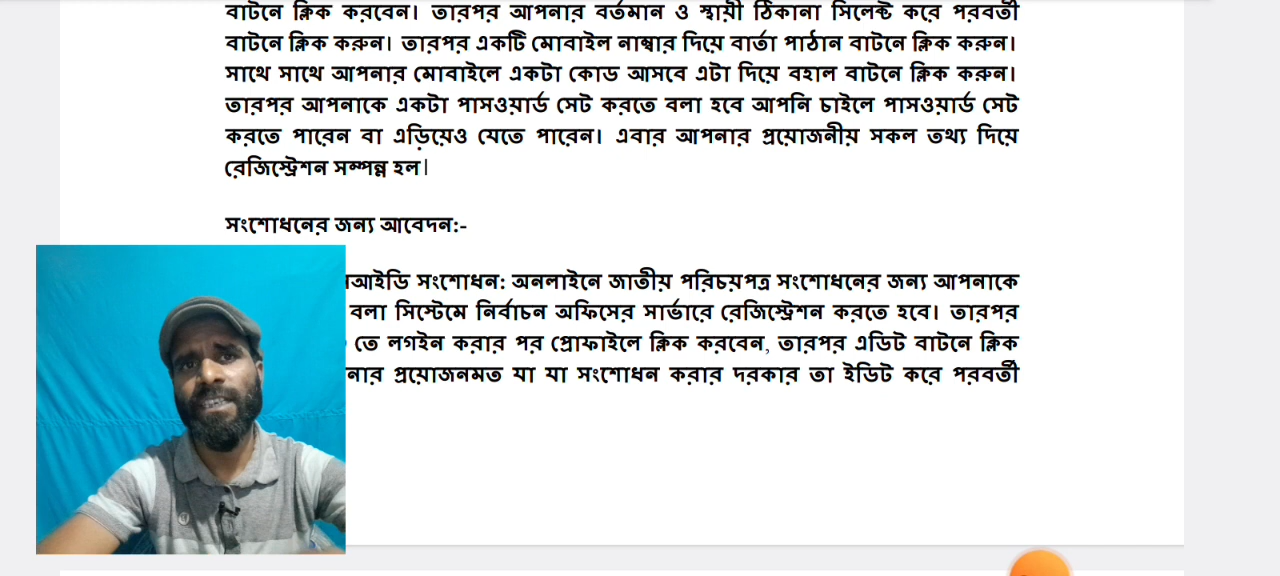 বাটনে ক্লিক করবেন। তারপর আপনার বর্তমান ও স্থায়ী ঠিকানা সিলেক্ট করে পরবর্তী
বাটনে ক্লিক করুন। তারপর একটি মোবাইল নাম্বার দিয়ে বার্তা পাঠান বাটনে ক্লিক করুন।
সাথে সাথে আপনার মোবাইলে একটা কোড আসবে এটা দিয়ে বহাল বাটনে ক্লিক করুন।
তারপর আপনাকে একটা পাসওয়ার্ড সেট করতে বলা হবে আপনি চাইলে পাসওয়ার্ড সেট
করতে পারেন বা এড়িয়েও যেতে পারেন। এবার আপনার প্রয়োজনীয় সকল তথ্য দিয়ে
রেজিস্ট্রেশন সম্পন্ন হল।
সংশোধনের জন্য আবেদন:-
সংশোধন: অনলাইনে জাতীয় পরিচয়পত্র সংশোধনের জন্য আপনাকে
বলা সিস্টেমে নির্বাচন অফিসের সার্ভারে রেজিস্ট্রেশন করতে হবে। তারপর
তে লগইন করার পর প্রোফাইলে ক্লিক করবেন, তারপর এডিট বাটনে ক্লিক
প্রয়োজনমত যা যা সংশোধন করার দরকার তা ইডিট করে পরবর্তী